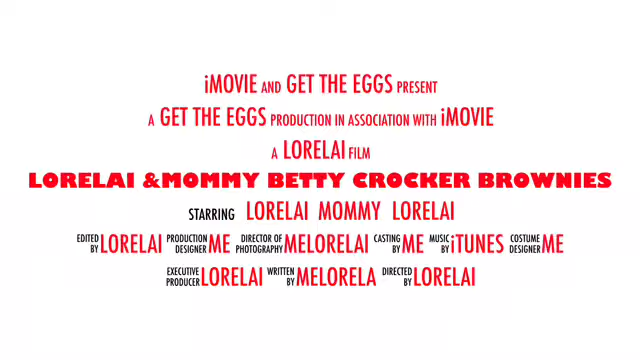 iMOVIE AND GET THE EGGS PRESENT
A GET THE EGGS PRODUCTION IN ASSOCIATION WITH iMOVIE
A LORELAI FILM
LORELAI &MOMMY BETTY CROCKER BROWNIES
STARRING LORELAI MOMMY LORELAI
EDITED BY LORELAI PRODUCTION DESIGNER ME DIRECTOR OF PHOTOGRAPHY MELORELAI CASTING BY ME MUSIC BY iTUNES COSTUME DESIGNER ME
EXECUTIVE PRODUCER LORELAI WRITTEN BY MELORELA DIRECTED BY LORELAI